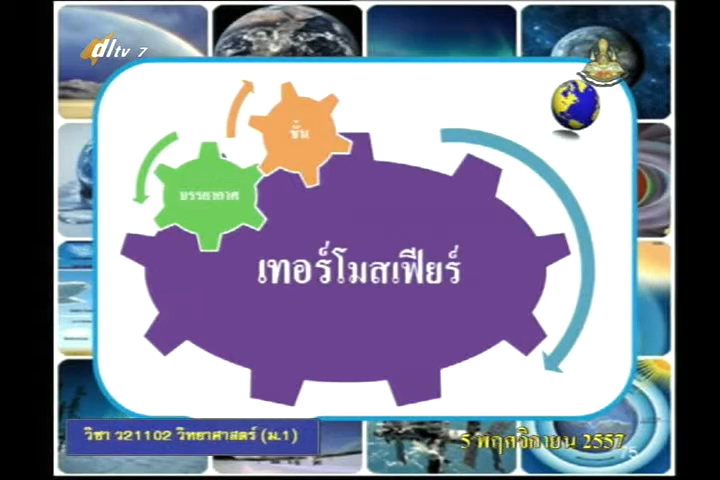 dltv 7
ชั้น
บรรยากาศ
เทอร์โมสเฟียร์
วิชา ว21102 วิทยาศาสตร์ (ม.1)
5 พฤศจิกายน 2557